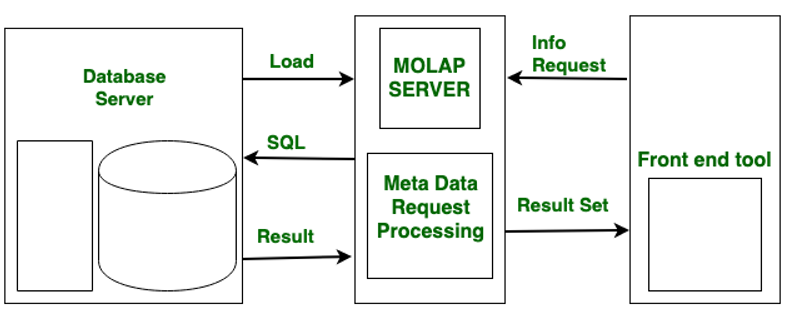 Database
Server
Load
SQL
Result
MOLAP
SERVER
Meta Data
Request
Processing
Info
Request
Result Set
Front end tool